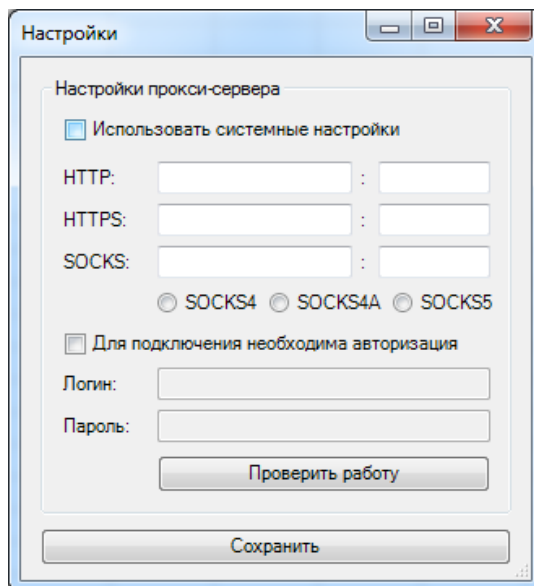 Настройки
Настройки прокси-сервера
Использовать системные настройки
HTTP: :
HTTPS: :
SOCKS: :
SOCKS4 SOCKS4A SOCKS5
Для подключения необходима авторизация
Логин:
Пароль:
Проверить работу
Сохранить